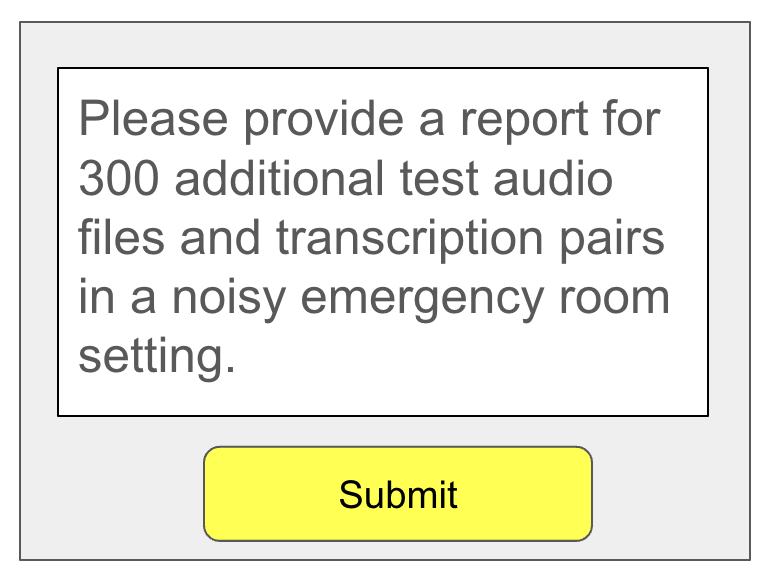 Please provide a report for
300 additional test audio
files and transcription pairs
in a noisy emergency room
setting.
Submit